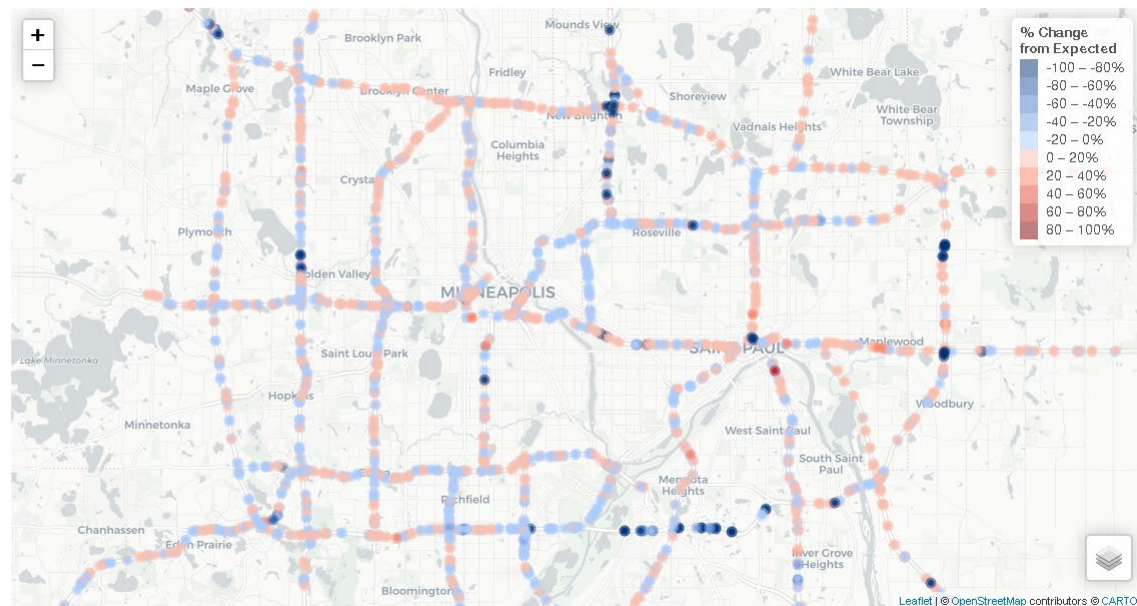 +
−
Mounds View
Brooklyn Park
Fridley
White Bear Lake
Maple Grove
Brooklyn Center
Shoreview
White Bear
Township
New Brighton
Vadnais Heights
Columbia
Heights
Crystal
Plymouth
Roseville
Golden Valley
MINNEAPOLIS
Lake Minnetonka
Saint Louis Park
SAINT PAUL
Maplewood
Hopkins
Woodbury
Minnetonka
West Saint Paul
South Saint
Paul
Edina
Mendota
Heights
Richfield
Chanhassen
Eden Prairie
Inver Grove
Heights
Bloomington
% Change
from Expected
-100 – -80%
-80 – -60%
-60 – -40%
-40 – -20%
-20 – 0%
0 – 20%
20 – 40%
40 – 60%
60 – 80%
80 – 100%
Leaflet | © OpenStreetMap contributors © CARTO